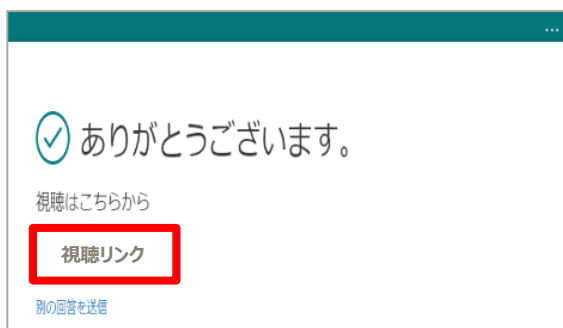 ...
ありがとうございます。
視聴はこちらから
視聴リンク
別の回答を送信